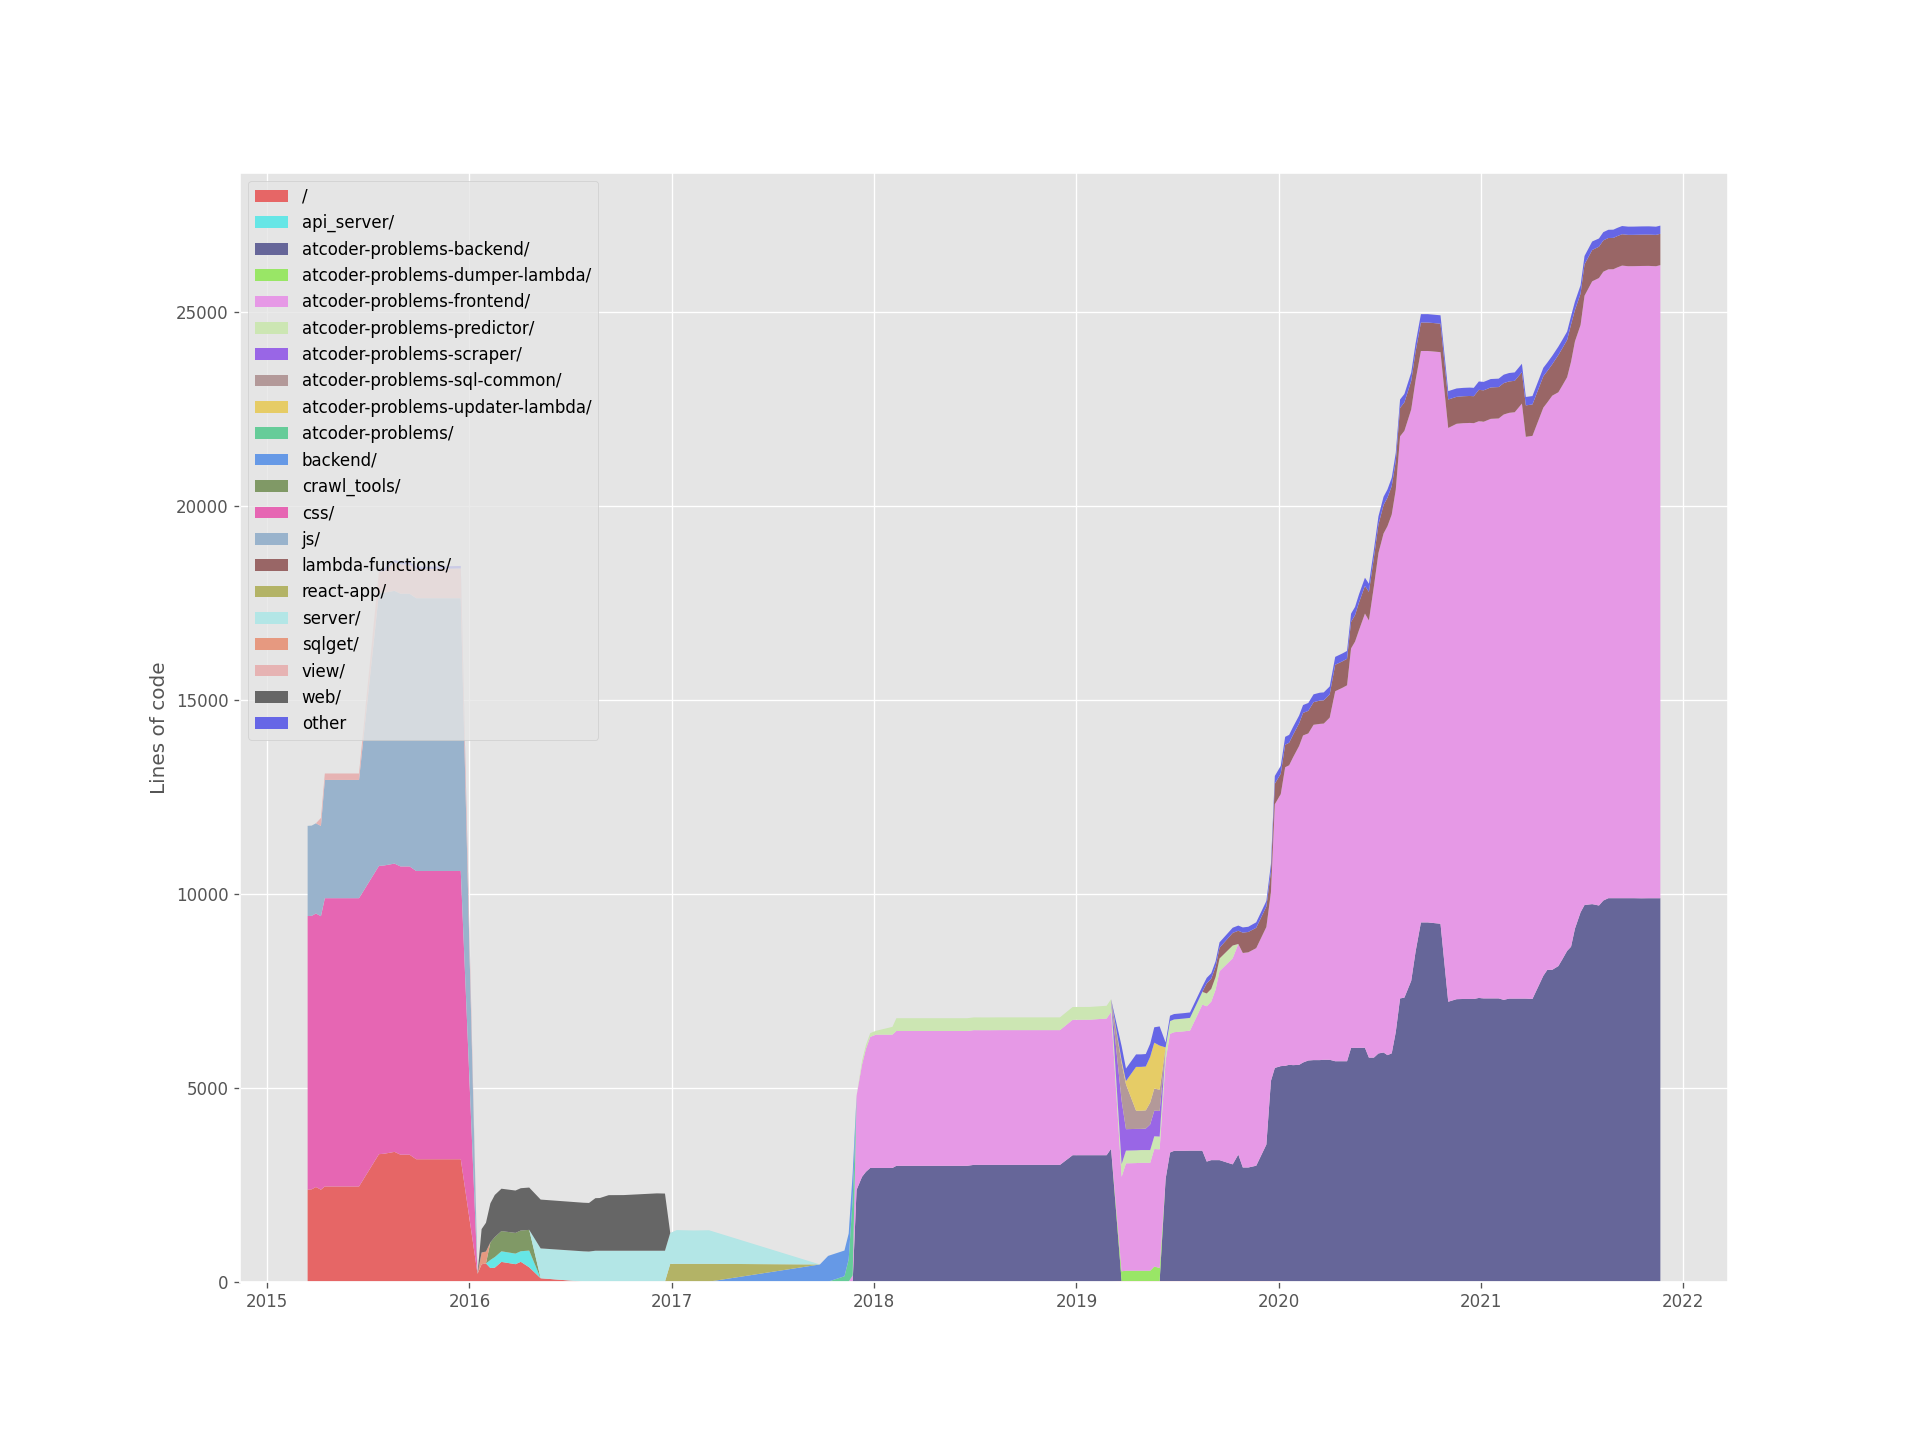 /
api_server/
atcoder-problems-backend/
atcoder-problems-dumper-lambda/
atcoder-problems-frontend/
atcoder-problems-predictor/
atcoder-problems-scraper/
atcoder-problems-sql-common/
atcoder-problems-updater-lambda/
atcoder-problems/
backend/
crawl_tools/
css/
js/
lambda-functions/
react-app/
server/
sqlget/
view/
web/
other
Lines of code
25000
20000
15000
10000
5000
0
2015 2016 2017 2018 2019 2020 2021 2022